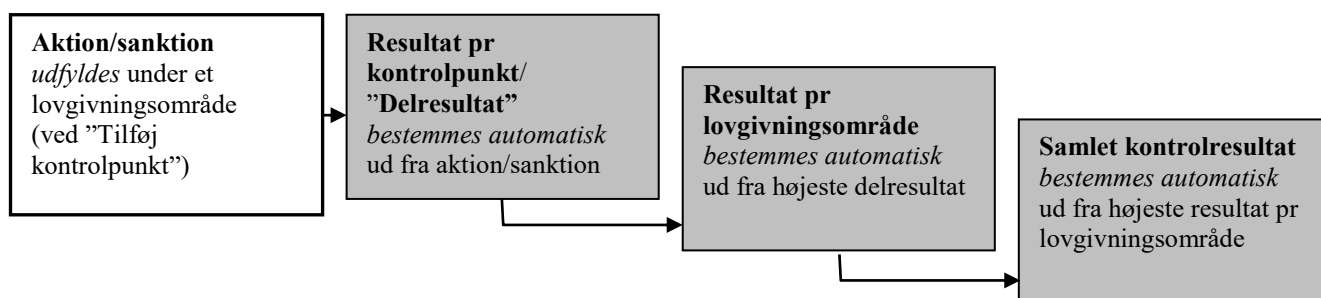 Aktion/sanktion
udfyldes under et
lovgivningsområde
(ved ”Tilføj
kontrolpunkt”)
Resultat pr
kontrolpunkt/
”Delresultat”
bestemmes automatisk
ud fra aktion/sanktion
Resultat pr
lovgivningsområde
bestemmes automatisk
ud fra højeste delresultat
Samlet kontrolresultat
bestemmes automatisk
ud fra højeste resultat pr
lovgivningsområde